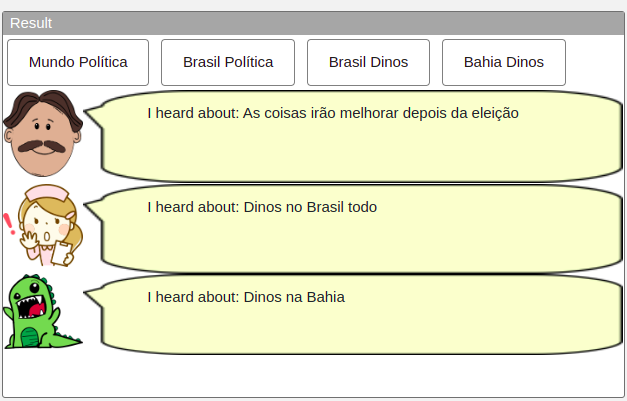 Result
Mundo Política
Brasil Política
Brasil Dinos
Bahia Dinos
I heard about: As coisas irão melhorar depois da eleição
I heard about: Dinos no Brasil todo
I heard about: Dinos na Bahia